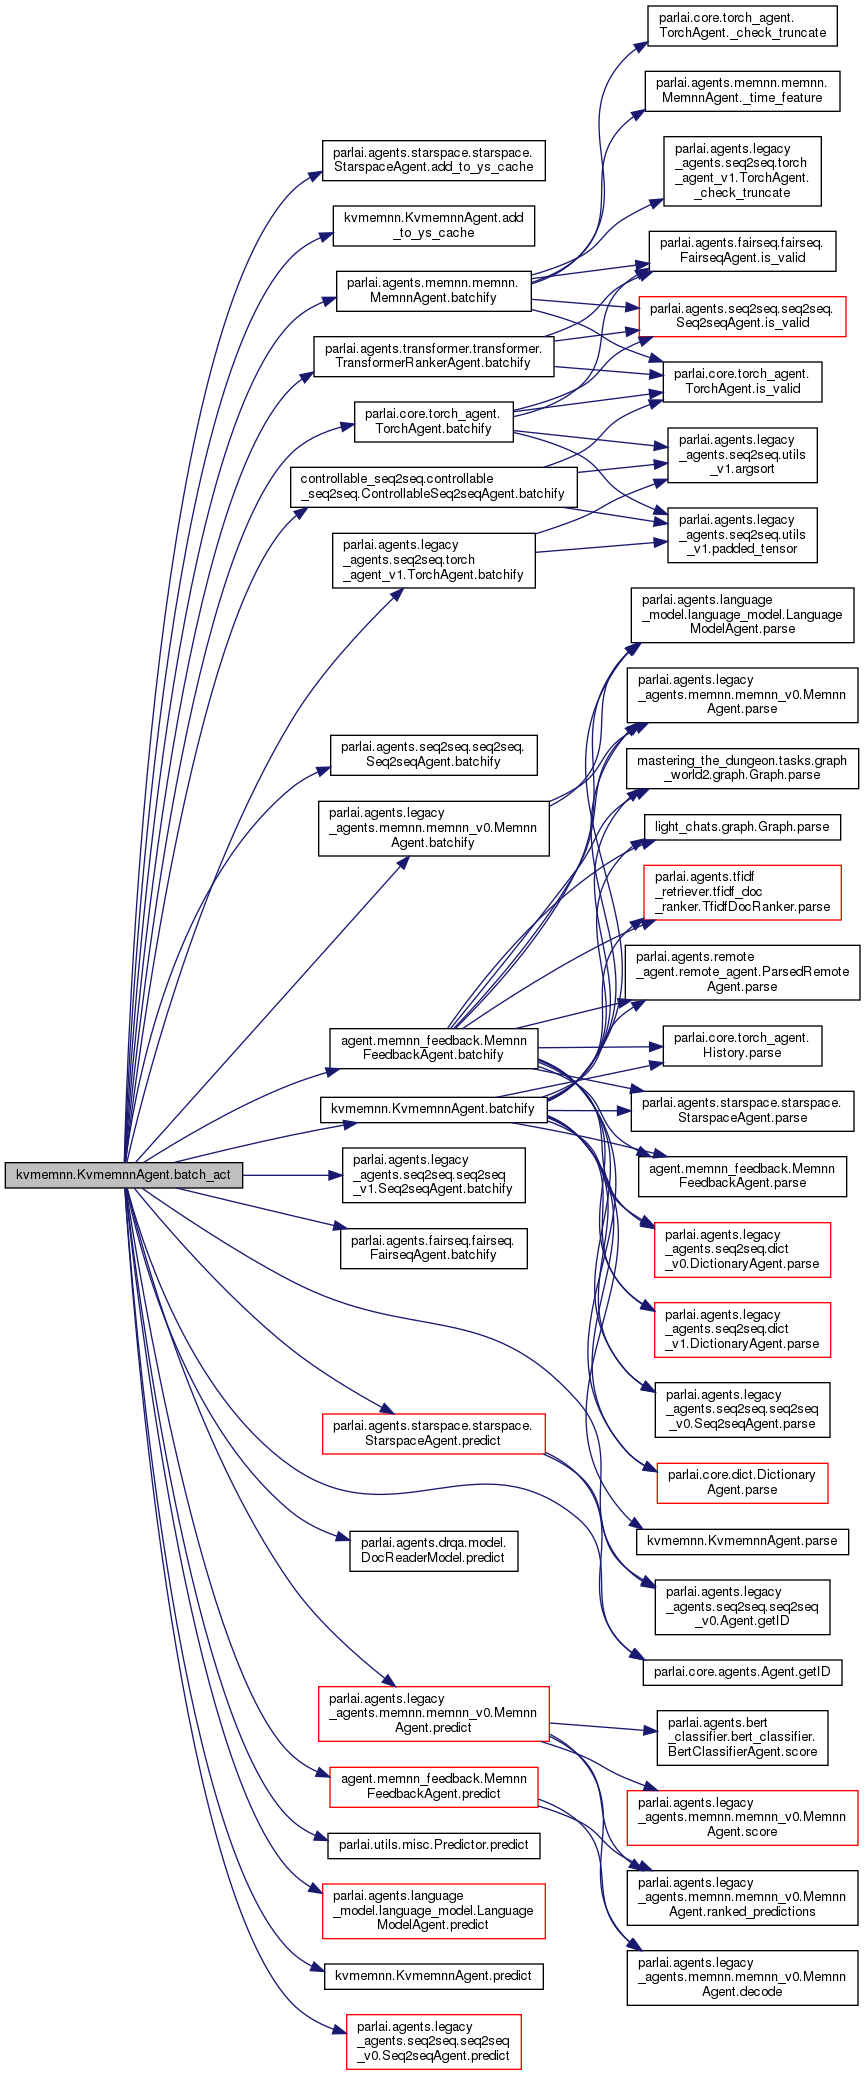 kvmemnn.KvmemnnAgent.batch_act
parlai.agents.starspace.starspace.
StarspaceAgent.add_to_ys_cache
kvmemnn.KvmemnnAgent.add
_to_ys_cache
parlai.agents.memnn.memnn.
MemnnAgent.batchify
parlai.agents.transformer.transformer.
TransformerRankerAgent.batchify
parlai.core.torch_agent.
TorchAgent.batchify
controllable_seq2seq.controllable
_seq2seq.ControllableSeq2seqAgent.batchify
parlai.agents.legacy
_agents.seq2seq.torch
_agent_v1.TorchAgent.batchify
parlai.agents.seq2seq.seq2seq.
Seq2seqAgent.batchify
parlai.agents.legacy
_agents.memnn.memnn_v0.Memnn
Agent.batchify
agent.memnn_feedback.Memnn
FeedbackAgent.batchify
kvmemnn.KvmemnnAgent.batchify
parlai.agents.legacy
_agents.seq2seq.seq2seq
_v1.Seq2seqAgent.batchify
parlai.agents.fairseq.fairseq.
FairseqAgent.batchify
parlai.agents.starspace.starspace.
StarspaceAgent.predict
parlai.agents.drqa.model.
DocReaderModel.predict
parlai.agents.legacy
_agents.memnn.memnn_v0.Memnn
Agent.predict
agent.memnn_feedback.Memnn
FeedbackAgent.predict
parlai.utils.misc.Predictor.predict
parlai.agents.language
_model.language_model.Language
ModelAgent.predict
kvmemnn.KvmemnnAgent.predict
parlai.agents.legacy
_agents.seq2seq.seq2seq
_v0.Seq2seqAgent.predict
parlai.core.torch_agent.
TorchAgent._check_truncate
parlai.agents.memnn.memnn.
MemnnAgent._time_feature
parlai.agents.legacy
_agents.seq2seq.torch
_agent_v1.TorchAgent.
_check_truncate
parlai.agents.fairseq.fairseq.
FairseqAgent.is_valid
parlai.agents.seq2seq.seq2seq.
Seq2seqAgent.is_valid
parlai.core.torch_agent.
TorchAgent.is_valid
parlai.agents.legacy
_agents.seq2seq.utils
_v1.argsort
parlai.agents.legacy
_agents.seq2seq.utils
_v1.padded_tensor
parlai.agents.language
_model.language_model.Language
ModelAgent.parse
parlai.agents.legacy
_agents.memnn.memnn_v0.Memnn
Agent.parse
mastering_the_dungeon.tasks.graph
_world2.graph.Graph.parse
light_chats.graph.Graph.parse
parlai.agents.tfidf
_retriever.tfidf_doc
_ranker.TfidfDocRanker.parse
parlai.agents.remote
_agent.remote_agent.ParsedRemote
Agent.parse
parlai.core.torch_agent.
History.parse
parlai.agents.starspace.starspace.
StarspaceAgent.parse
agent.memnn_feedback.Memnn
FeedbackAgent.parse
parlai.agents.legacy
_agents.seq2seq.dict
_v0.DictionaryAgent.parse
parlai.agents.legacy
_agents.seq2seq.dict
_v1.DictionaryAgent.parse
parlai.agents.legacy
_agents.seq2seq.seq2seq
_v0.Seq2seqAgent.parse
parlai.core.dict.Dictionary
Agent.parse
kvmemnn.KvmemnnAgent.parse
parlai.agents.legacy
_agents.seq2seq.seq2seq
_v0.Agent.getID
parlai.core.agents.Agent.getID
parlai.agents.bert
_classifier.bert_classifier.
BertClassifierAgent.score
parlai.agents.legacy
_agents.memnn.memnn_v0.Memnn
Agent.score
parlai.agents.legacy
_agents.memnn.memnn_v0.Memnn
Agent.ranked_predictions
parlai.agents.legacy
_agents.memnn.memnn_v0.Memnn
Agent.decode